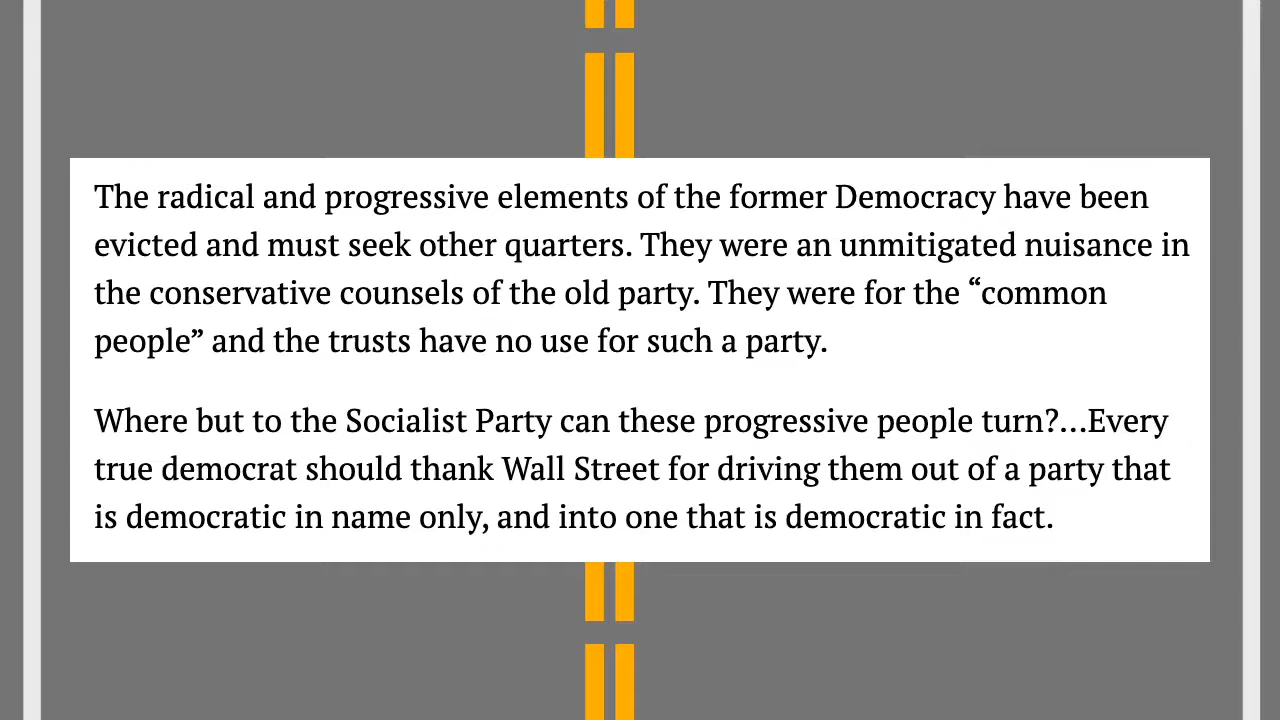 The radical and progressive elements of the former Democracy have been
evicted and must seek other quarters. They were an unmitigated nuisance in
the conservative counsels of the old party. They were for the “common
people” and the trusts have no use for such a party.
Where but to the Socialist Party can these progressive people turn?...Every
true democrat should thank Wall Street for driving them out of a party that
is democratic in name only, and into one that is democratic in fact.